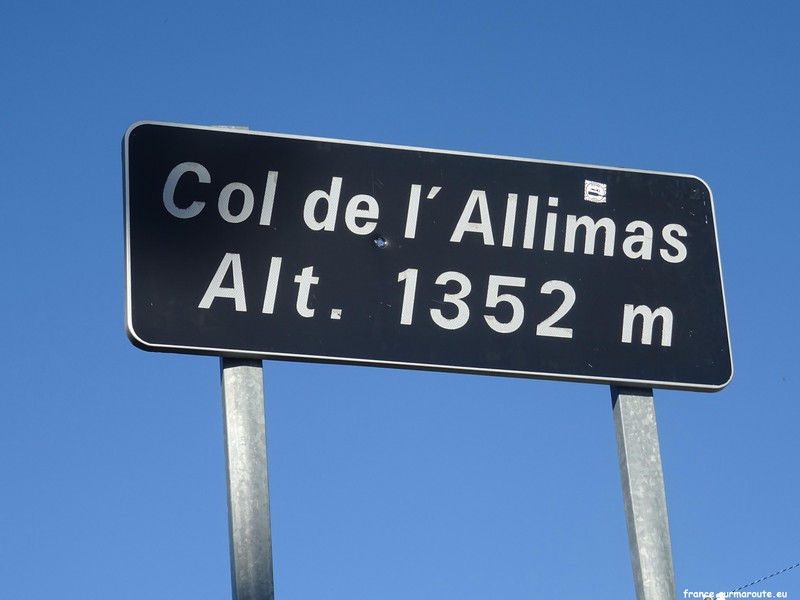 Col de l'Allimas
Alt. 1352 m
france.surmaroute.eu